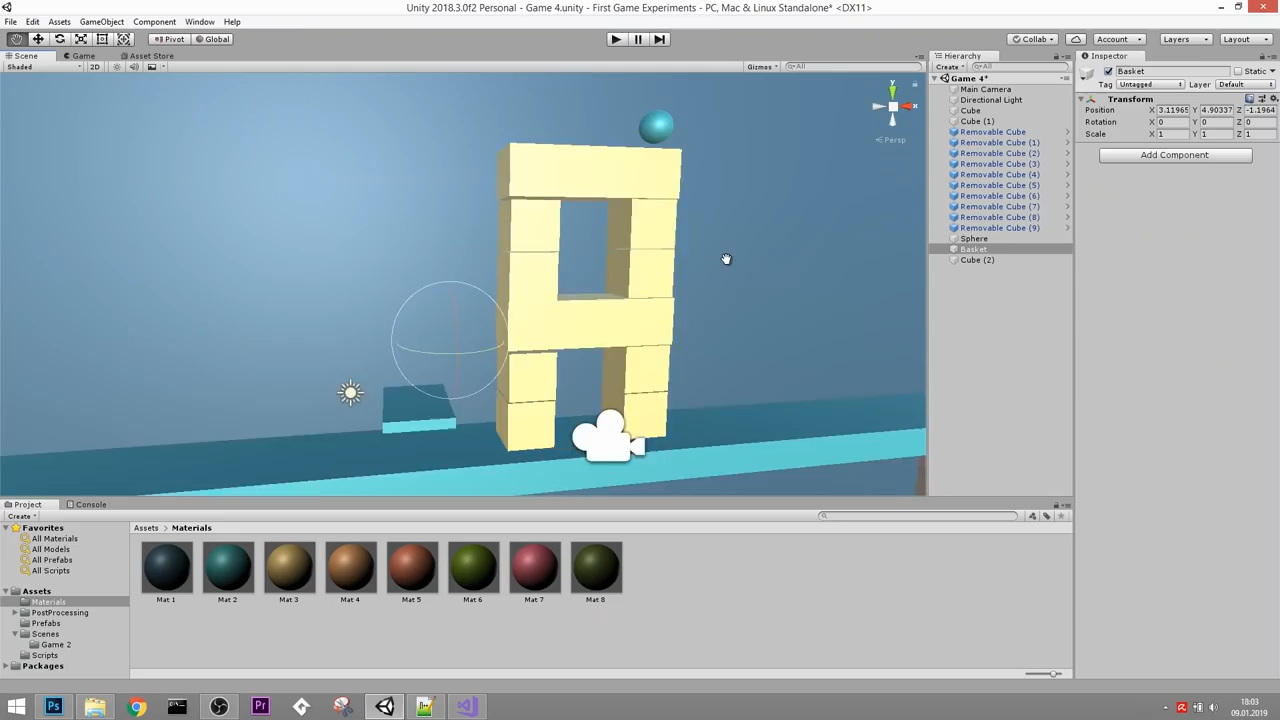 Unity 2018.3.0f2 Personal - Game 4.unity - First Game Experiments - PC, Mac & Linux Standalone* <DX11>
File Edit Assets GameObject Component Window Help
Pivot Global Collab Account Layers Layout
Scene Game Asset Store
Shaded 2D Gizmos All
y
x
Persp
Hierarchy
Create All
Game 4*
Main Camera
Directional Light
Cube
Cube (1)
Removable Cube
Removable Cube (1)
Removable Cube (2)
Removable Cube (3)
Removable Cube (4)
Removable Cube (5)
Removable Cube (6)
Removable Cube (7)
Removable Cube (8)
Removable Cube (9)
Sphere
Basket
Cube (2)
Inspector
Basket Static
Tag Untagged Layer Default
Transform
Position X 3.11965 Y 4.90337 Z -1.1964
Rotation X 0 Y 0 Z 0
Scale X 1 Y 1 Z 1
Add Component
Project Console
Create
Favorites
All Materials
All Models
All Prefabs
All Scripts
Assets
Materials
PostProcessing
Prefabs
Scenes
Game 2
Scripts
Packages
Assets > Materials
Mat 1 Mat 2 Mat 3 Mat 4 Mat 5 Mat 6 Mat 7 Mat 8
Ps Pr
18:03
09.01.2019